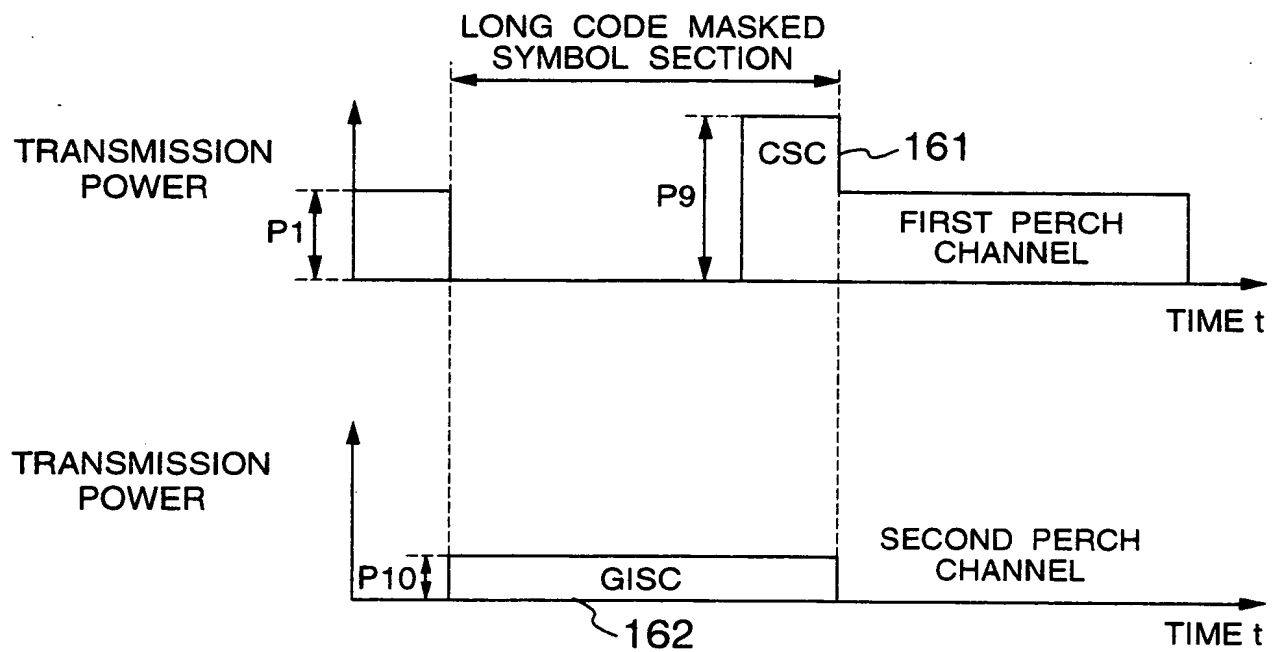 LONG CODE MASKED
SYMBOL SECTION
TRANSMISSION
POWER
P1
P9
CSC
161
FIRST PERCH
CHANNEL
TIME t
TRANSMISSION
POWER
P10
GISC
162
SECOND PERCH
CHANNEL
TIME t